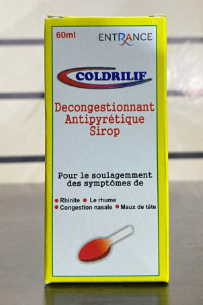 60ml ENTRANCE
COLDRILIF
Decongestionnant
Antipyrétique
Sirop
Pour le soulagemment
des symptômes de
• Rhinite • Le rhume
• Congestion nasale • Maux de tête